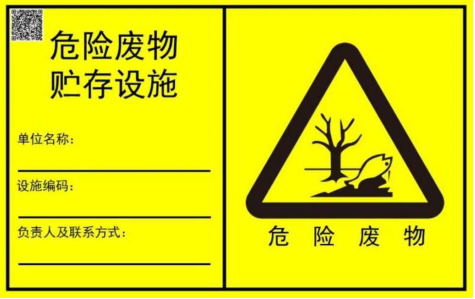 危险废物
贮存设施
单位名称：
设施编码：
负责人及联系方式：
危险废物